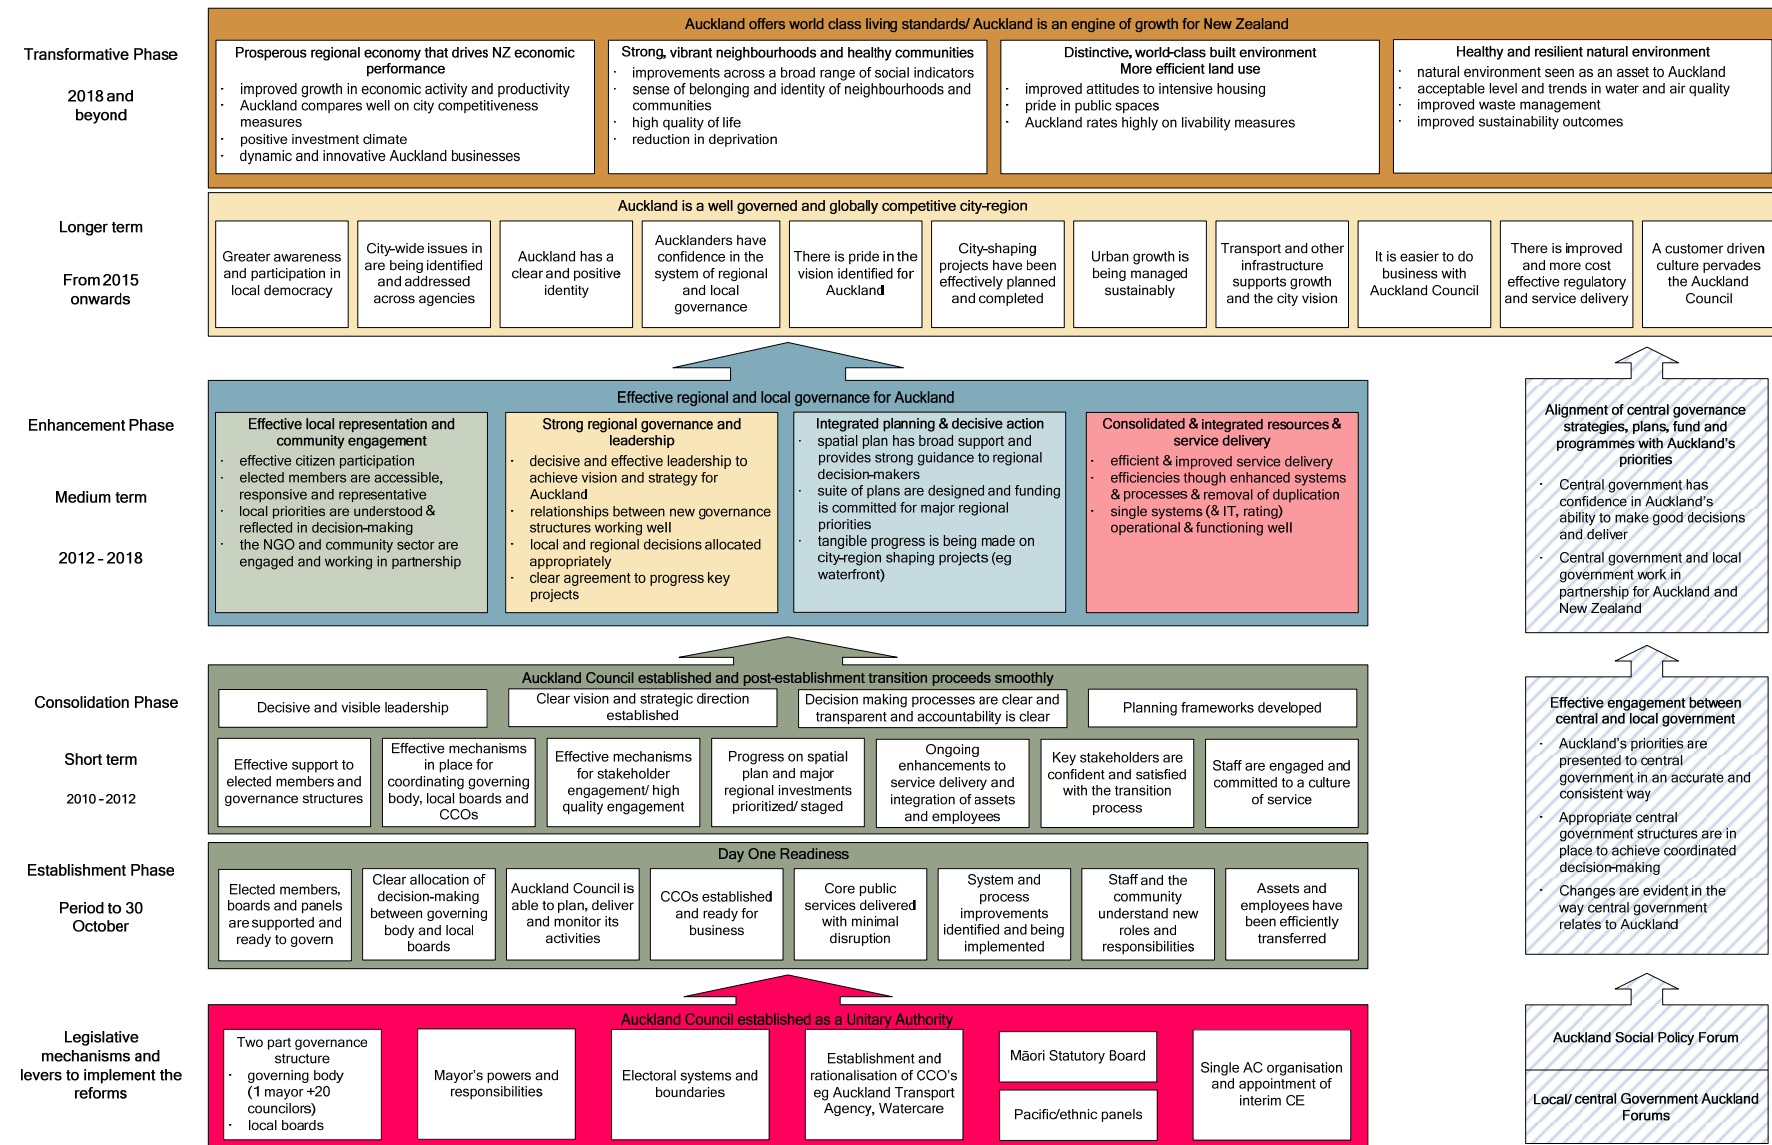 Auckland offers world class living standards/ Auckland is an engine of growth for New Zealand
Transformative Phase
2018 and
beyond
Prosperous regional economy that drives NZ economic
performance
· improved growth in economic activity and productivity
· Auckland compares well on city competitiveness
measures
· positive investment climate
· dynamic and innovative Auckland businesses
Strong, vibrant neighbourhoods and healthy communities
· improvements across a broad range of social indicators
· sense of belonging and identity of neighbourhoods and
communities
· high quality of life
· reduction in deprivation
Distinctive, world-class built environment
More efficient land use
· improved attitudes to intensive housing
· pride in public spaces
· Auckland rates highly on livability measures
Healthy and resilient natural environment
· natural environment seen as an asset to Auckland
· acceptable level and trends in water and air quality
· improved waste management
· improved sustainability outcomes
Auckland is a well governed and globally competitive city-region
Longer term
From 2015
onwards
Greater awareness
and participation in
local democracy
City-wide issues in
are being identified
and addressed
across agencies
Auckland has a
clear and positive
identity
Aucklanders have
confidence in the
system of regional
and local
governance
There is pride in the
vision identified for
Auckland
City-shaping
projects have been
effectively planned
and completed
Urban growth is
being managed
sustainably
Transport and other
infrastructure
supports growth
and the city vision
It is easier to do
business with
Auckland Council
There is improved
and more cost
effective regulatory
and service delivery
A customer driven
culture pervades
the Auckland
Council
Effective regional and local governance for Auckland
Enhancement Phase
Medium term
2012 - 2018
Effective local representation and
community engagement
· effective citizen participation
· elected members are accessible,
responsive and representative
· local priorities are understood &
reflected in decision-making
· the NGO and community sector are
engaged and working in partnership
Strong regional governance and
leadership
· decisive and effective leadership to
achieve vision and strategy for
Auckland
· relationships between new governance
structures working well
· local and regional decisions allocated
appropriately
· clear agreement to progress key
projects
Integrated planning & decisive action
· spatial plan has broad support and
provides strong guidance to regional
decision-makers
· suite of plans are designed and funding
is committed for major regional
priorities
· tangible progress is being made on
city-region shaping projects (eg
waterfront)
Consolidated & integrated resources &
service delivery
· efficient & improved service delivery
· efficiencies though enhanced systems
& processes & removal of duplication
· single systems (& IT, rating)
operational & functioning well
Alignment of central governance
strategies, plans, fund and
programmes with Auckland's
priorities
· Central government has
confidence in Auckland's
ability to make good decisions
and deliver
· Central government and local
government work in
partnership for Auckland and
New Zealand
Auckland Council established and post-establishment transition proceeds smoothly
Consolidation Phase
Short term
2010 - 2012
Decisive and visible leadership
Clear vision and strategic direction
established
Decision making processes are clear and
transparent and accountability is clear
Planning frameworks developed
Effective support to
elected members and
governance structures
Effective mechanisms
in place for
coordinating governing
body, local boards and
CCOs
Effective mechanisms
for stakeholder
engagement/ high
quality engagement
Progress on spatial
plan and major
regional investments
prioritized/ staged
Ongoing
enhancements to
service delivery and
integration of assets
and employees
Key stakeholders are
confident and satisfied
with the transition
process
Staff are engaged and
committed to a culture
of service
Effective engagement between
central and local government
· Auckland's priorities are
presented to central
government in an accurate and
consistent way
· Appropriate central
government structures are in
place to achieve coordinated
decision-making
· Changes are evident in the
way central government
relates to Auckland
Day One Readiness
Establishment Phase
Period to 30
October
Elected members,
boards and panels
are supported and
ready to govern
Clear allocation of
decision-making
between governing
body and local
boards
Auckland Council is
able to plan, deliver
and monitor its
activities
CCOs established
and ready for
business
Core public
services delivered
with minimal
disruption
System and
process
improvements
identified and being
implemented
Staff and the
community
understand new
roles and
responsibilities
Assets and
employees have
been efficiently
transferred
Auckland Council established as a Unitary Authority
Legislative
mechanisms and
levers to implement the
reforms
Two part governance
structure
· governing body
(1 mayor +20
councilors)
· local boards
Mayor's powers and
responsibilities
Electoral systems and
boundaries
Establishment and
rationalisation of CCO's
eg Auckland Transport
Agency, Watercare
Māori Statutory Board
Pacific/ethnic panels
Single AC organisation
and appointment of
interim CE
Auckland Social Policy Forum
Local/ central Government Auckland
Forums